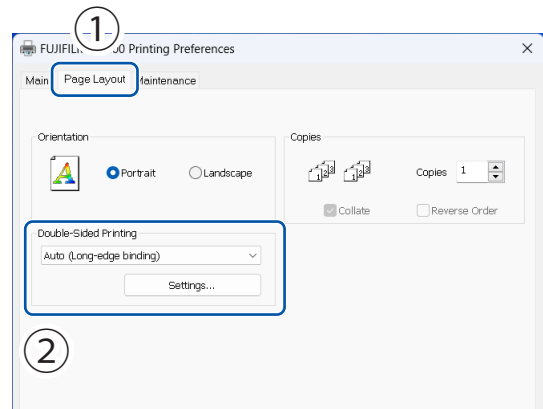 ①
FUJIFIL 00 Printing Preferences
Main Page Layout Maintenance
Orientation
Portrait Landscape
Copies
Copies 1
Collate Reverse Order
Double-Sided Printing
Auto (Long-edge binding)
Settings...
②